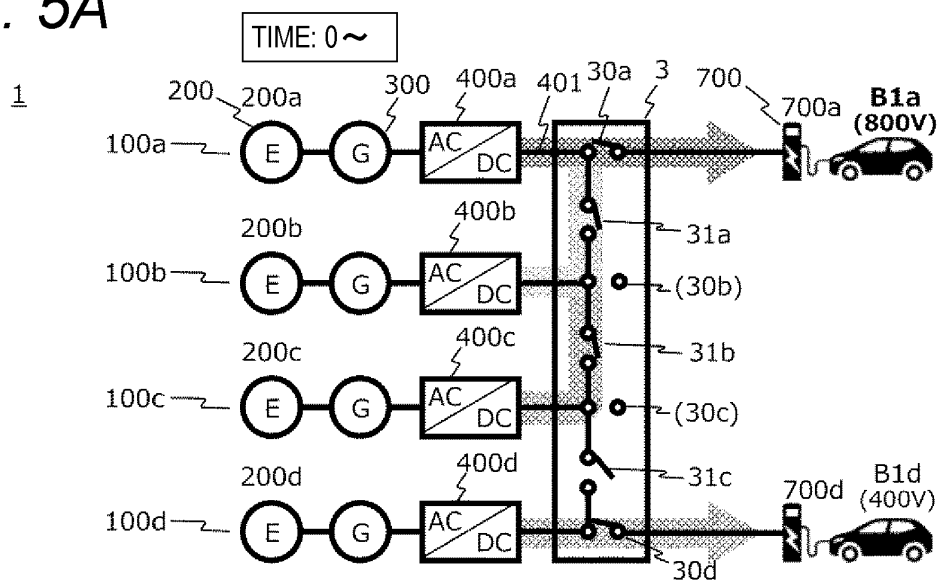 . 5A
TIME: 0～
1
200
200a
300
400a
401
30a
3
700
700a
B1a
(800V)
100a
E
G
AC
DC
31a
200b
400b
100b
E
G
AC
DC
(30b)
31b
200c
400c
100c
E
G
AC
DC
(30c)
31c
200d
400d
700d
B1d
(400V)
100d
E
G
AC
DC
30d